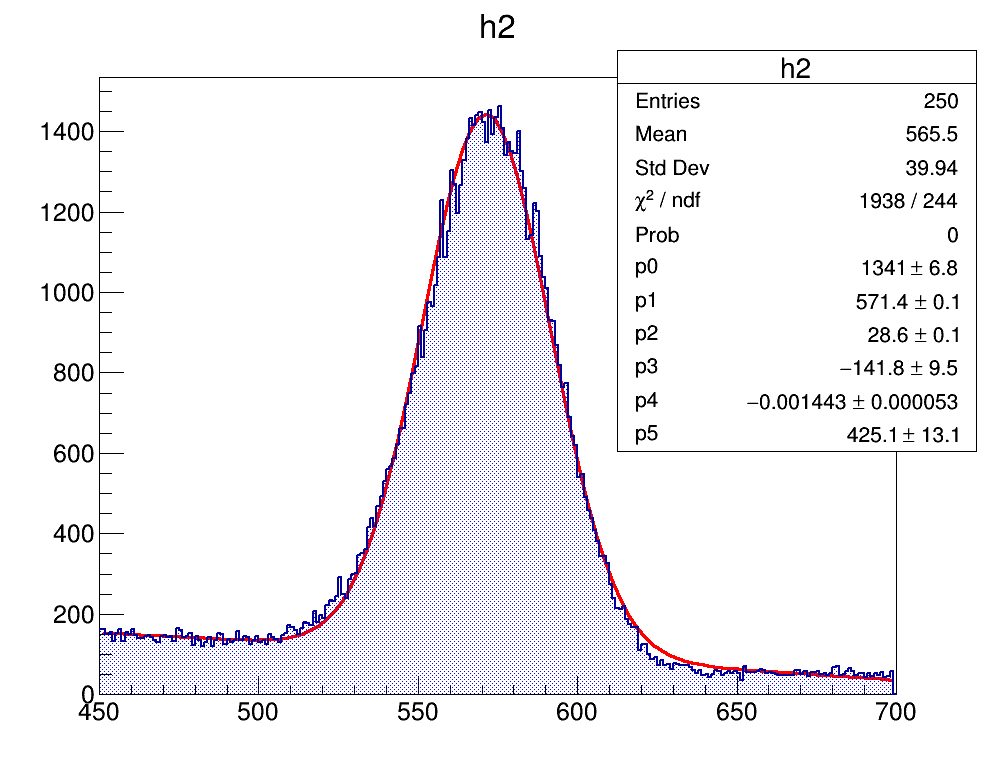 h2
h2
Entries 250
Mean 565.5
Std Dev 39.94
χ² / ndf 1938 / 244
Prob 0
p0 1341 ± 6.8
p1 571.4 ± 0.1
p2 28.6 ± 0.1
p3 −141.8 ± 9.5
p4 −0.001443 ± 0.000053
p5 425.1 ± 13.1
1400
1200
1000
800
600
400
200
0
450 500 550 600 650 700